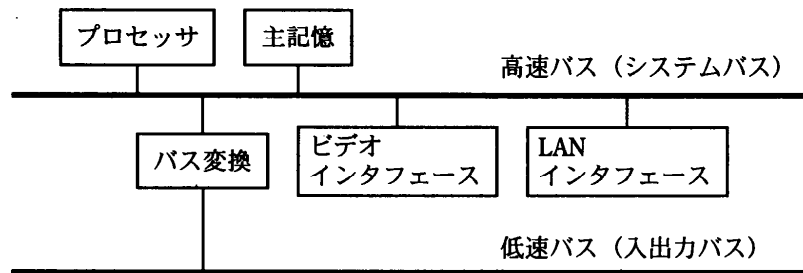 プロセッサ
主記憶
高速バス（システムバス）
バス変換
ビデオ
インタフェース
LAN
インタフェース
低速バス（入出力バス）